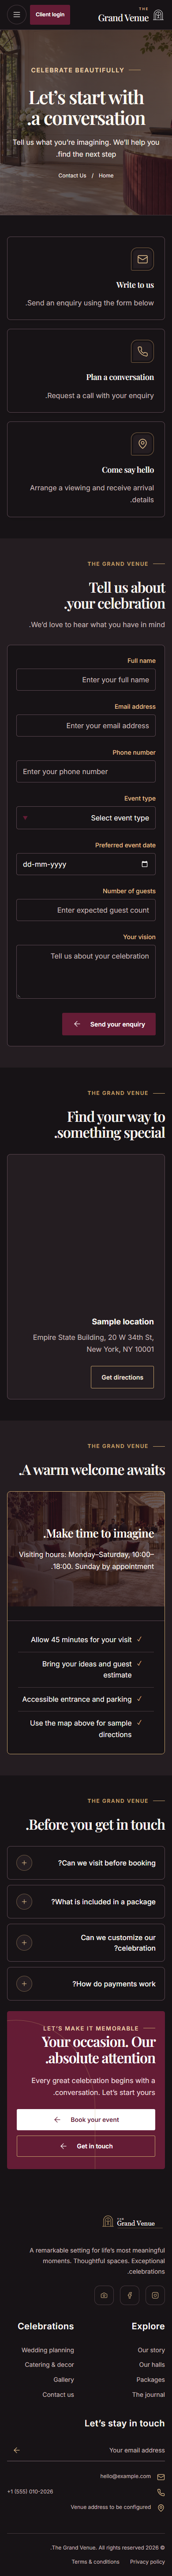 THE
Grand Venue
Client login
CELEBRATE BEAUTIFULLY
Let's start with
a conversation.
Tell us what you're imagining. We'll help you
find the next step.
Home / Contact Us
Write to us
Send an enquiry using the form below.
Plan a conversation
Request a call with your enquiry.
Come say hello
Arrange a viewing and receive arrival
details.
THE GRAND VENUE
Tell us about
your celebration.
We'd love to hear what you have in mind.
Full name
Enter your full name
Email address
Enter your email address
Phone number
Enter your phone number
Event type
Select event type
Preferred event date
dd-mm-yyyy
Number of guests
Enter expected guest count
Your vision
Tell us about your celebration
Send your enquiry
THE GRAND VENUE
Find your way to
something special.
Sample location
Empire State Building, 20 W 34th St,
New York, NY 10001
Get directions
THE GRAND VENUE
A warm welcome awaits.
Make time to imagine.
Visiting hours: Monday–Saturday, 10:00–
18:00. Sunday by appointment.
✓ Allow 45 minutes for your visit
✓ Bring your ideas and guest
estimate
✓ Accessible entrance and parking
✓ Use the map above for sample
directions
THE GRAND VENUE
Before you get in touch.
Can we visit before booking?
What is included in a package?
Can we customize our
celebration?
How do payments work?
LET'S MAKE IT MEMORABLE
Your occasion. Our
absolute attention.
Every great celebration begins with a
conversation. Let's start yours.
Book your event
Get in touch
THE
Grand Venue
A remarkable setting for life's most meaningful
moments. Thoughtful spaces. Exceptional
celebrations.
Explore
Our story
Our halls
Packages
The journal
Celebrations
Wedding planning
Catering & decor
Gallery
Contact us
Let's stay in touch
Your email address
hello@example.com
+1 (555) 010-2026
Venue address to be configured
© 2026 The Grand Venue. All rights reserved.
Privacy policy
Terms & conditions